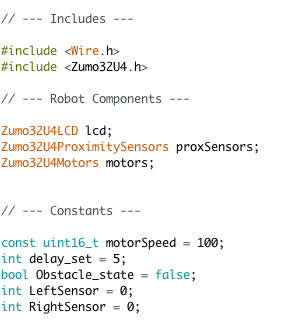 // --- Includes ---
#include <Wire.h>
#include <Zumo32U4.h>
// --- Robot Components ---
Zumo32U4LCD lcd;
Zumo32U4ProximitySensors proxSensors;
Zumo32U4Motors motors;
// --- Constants ---
const uint16_t motorSpeed = 100;
int delay_set = 5;
bool Obstacle_state = false;
int LeftSensor = 0;
int RightSensor = 0;